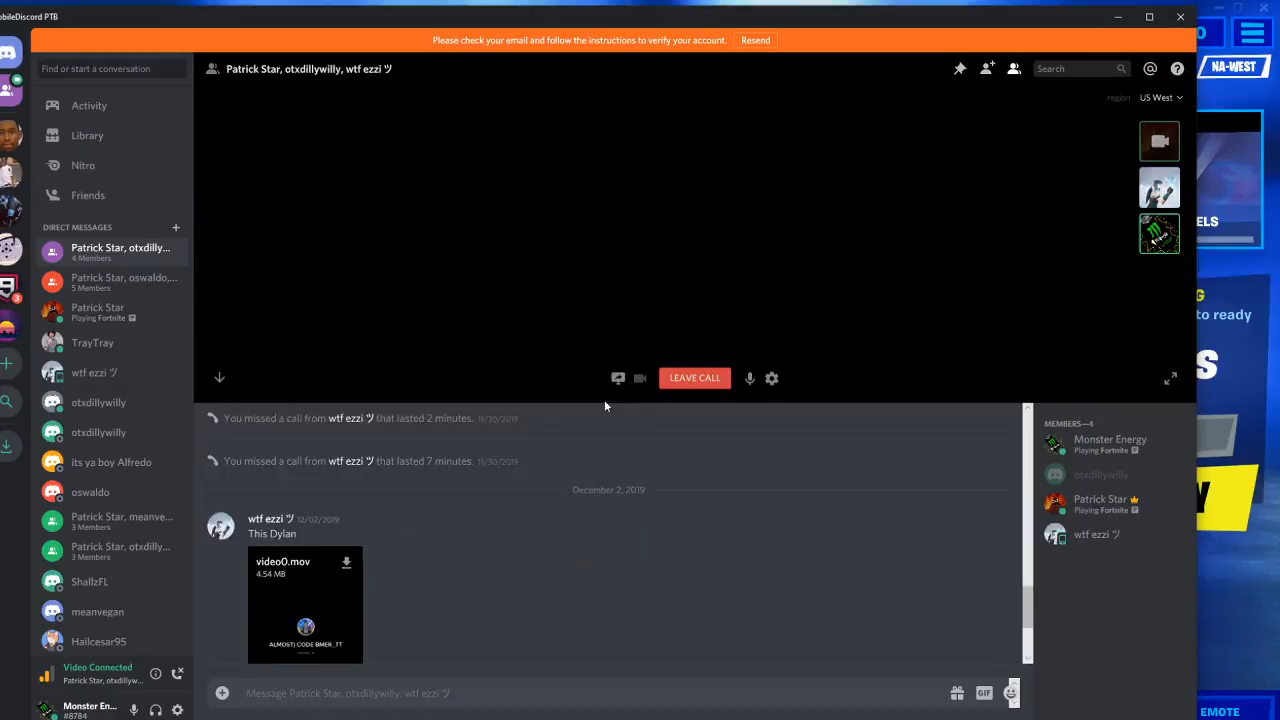 obileDiscord PTB
Please check your email and follow the instructions to verify your account.
Resend
Find or start a conversation
Patrick Star, otxdillywilly, wtf ezzi ツ
Search
NA-WEST
region
US West
Activity
Library
Nitro
Friends
DIRECT MESSAGES
Patrick Star, otxdilly...
4 Members
Patrick Star, oswaldo,...
5 Members
Patrick Star
Playing Fortnite
TrayTray
wtf ezzi ツ
otxdillywilly
otxdillywilly
its ya boy Alfredo
oswaldo
Patrick Star, meanve...
3 Members
Patrick Star, otxdilly...
3 Members
ShallzFL
meanvegan
Hailcesar95
3
Video Connected
Patrick Star, otxdillyw...
Monster En...
#8784
LEAVE CALL
You missed a call from wtf ezzi ツ that lasted 2 minutes. 11/30/2019
You missed a call from wtf ezzi ツ that lasted 7 minutes. 11/30/2019
December 2, 2019
wtf ezzi ツ 12/02/2019
This Dylan
video0.mov
4.54 MB
ALMOST) CODE BMER_TT
Message Patrick Star, otxdillywilly, wtf ezzi ツ
GIF
MEMBERS—4
Monster Energy
Playing Fortnite
otxdillywilly
Patrick Star
Playing Fortnite
wtf ezzi ツ
ELS
G
to ready
S
Y
EMOTE